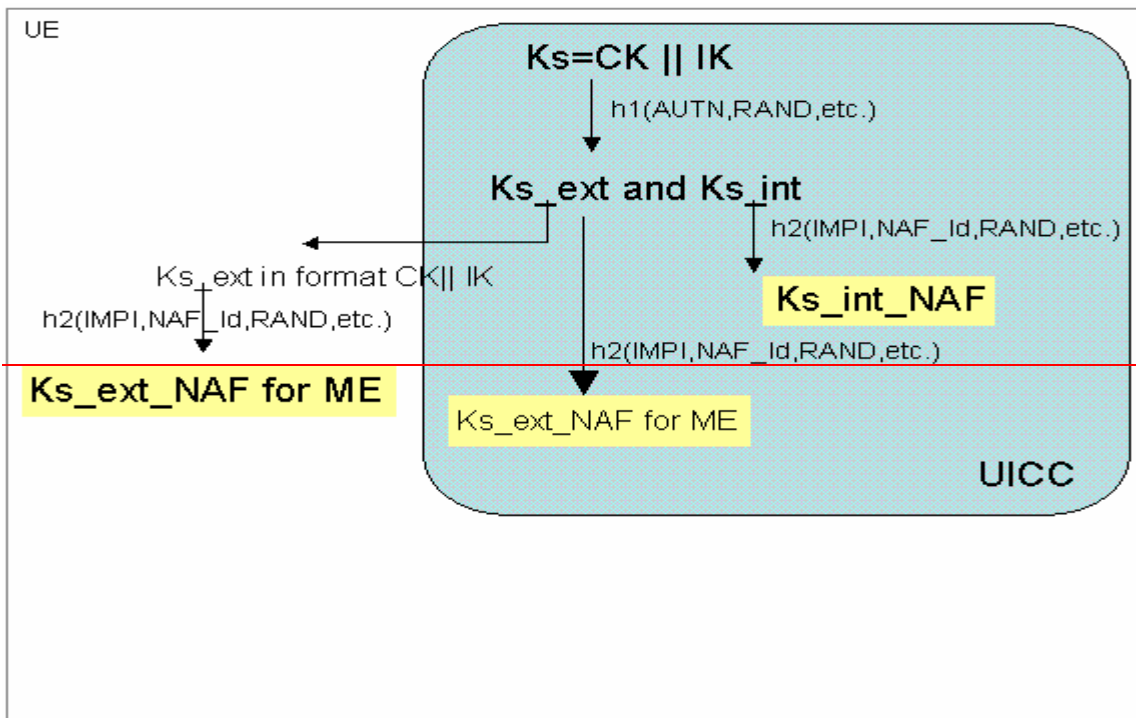 UE
Ks=CK || IK
h1(AUTN,RAND,etc.)
Ks_ext and Ks_int
h2(IMPI,NAF_Id,RAND,etc.)
Ks_ext in format CK|| IK
Ks_int_NAF
h2(IMPI,NAF_Id,RAND,etc.)
h2(IMPI,NAF_Id,RAND,etc.)
Ks_ext_NAF for ME
Ks_ext_NAF for ME
UICC